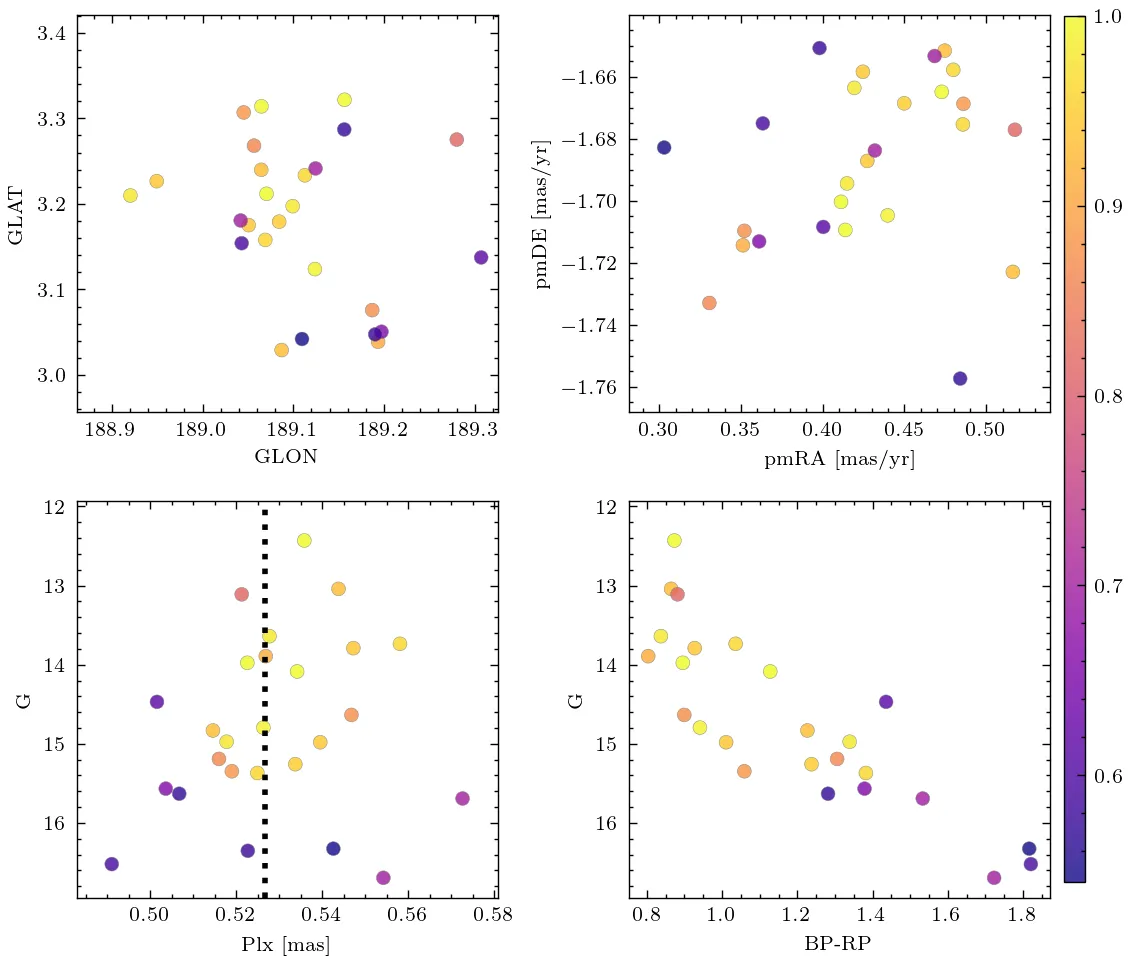 3.4
3.3
3.2
3.1
3.0
GLAT
188.9 189.0 189.1 189.2 189.3
GLON
−1.66
−1.68
−1.70
−1.72
−1.74
−1.76
pmDE [mas/yr]
0.30 0.35 0.40 0.45 0.50
pmRA [mas/yr]
12
13
14
15
16
G
0.50 0.52 0.54 0.56 0.58
Plx [mas]
12
13
14
15
16
G
0.8 1.0 1.2 1.4 1.6 1.8
BP-RP
1.0
0.9
0.8
0.7
0.6